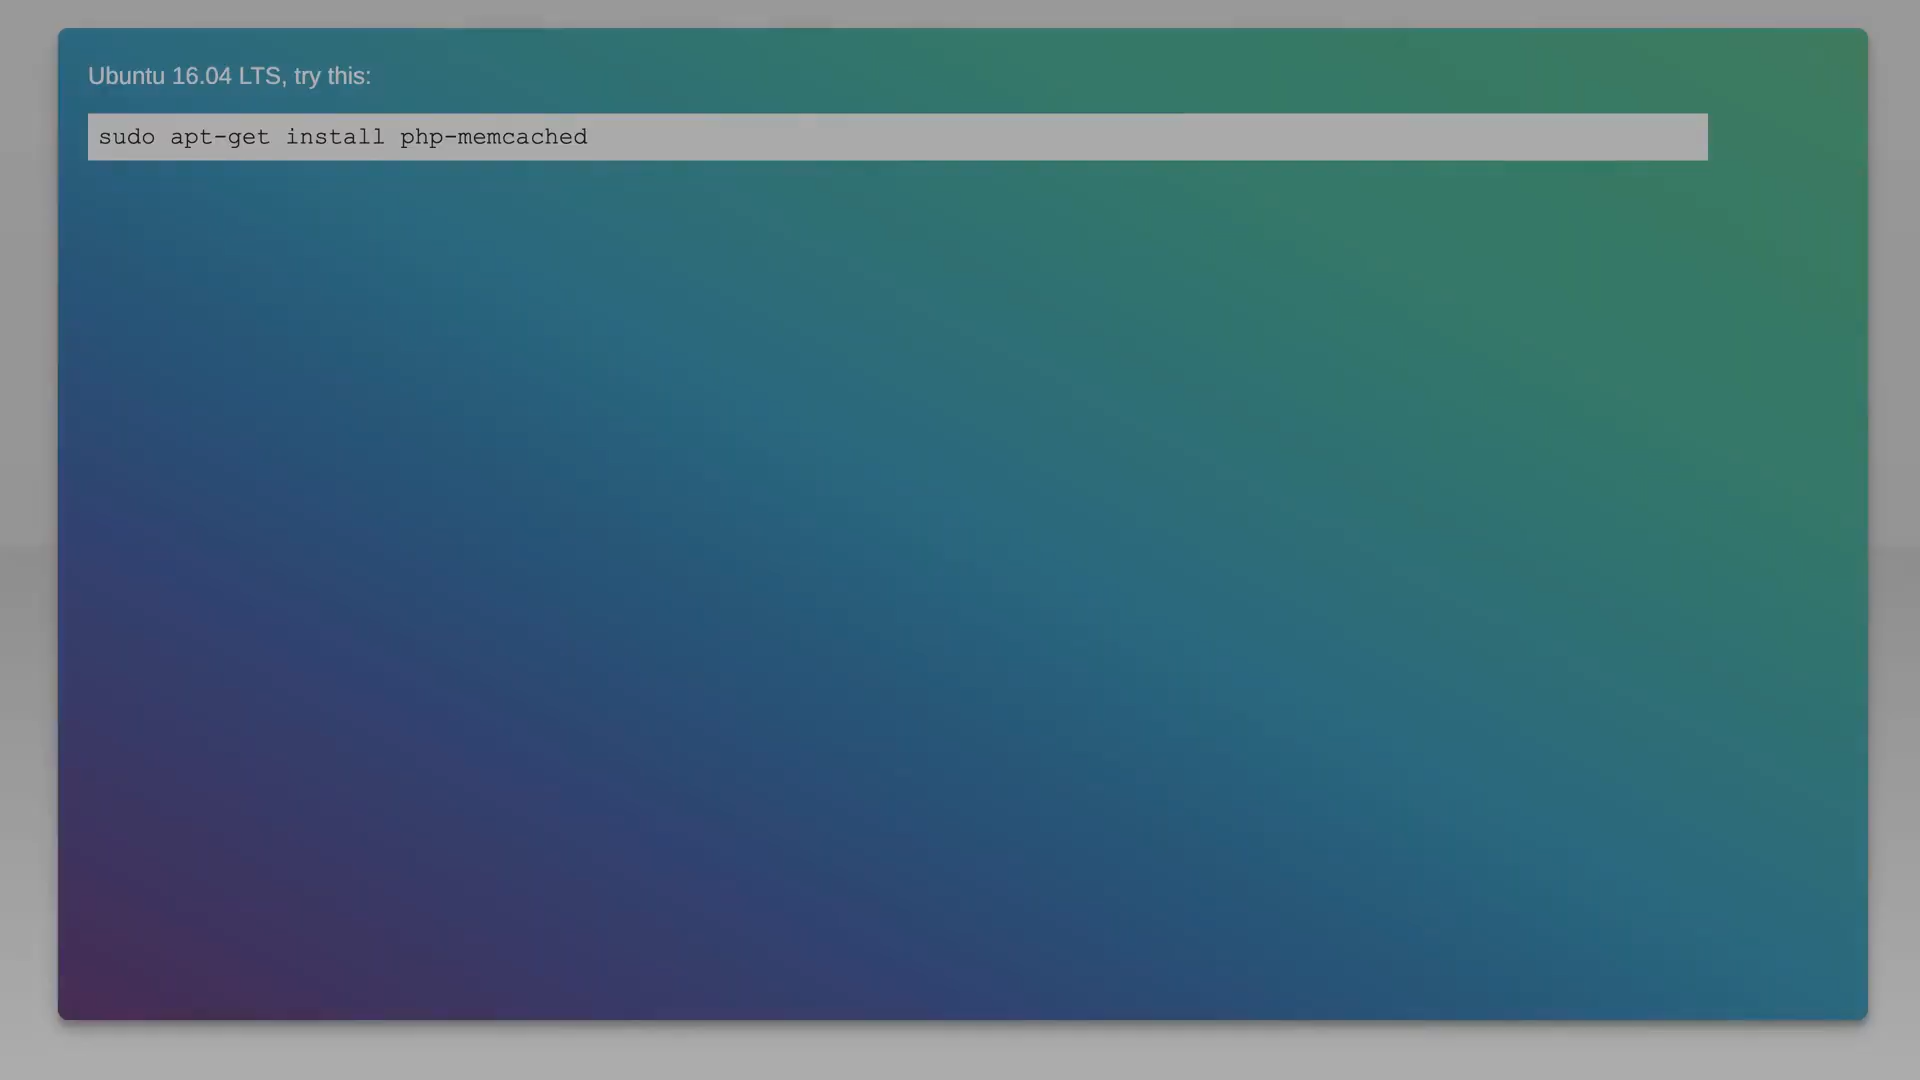 Ubuntu 16.04 LTS, try this:
sudo apt-get install php-memcached